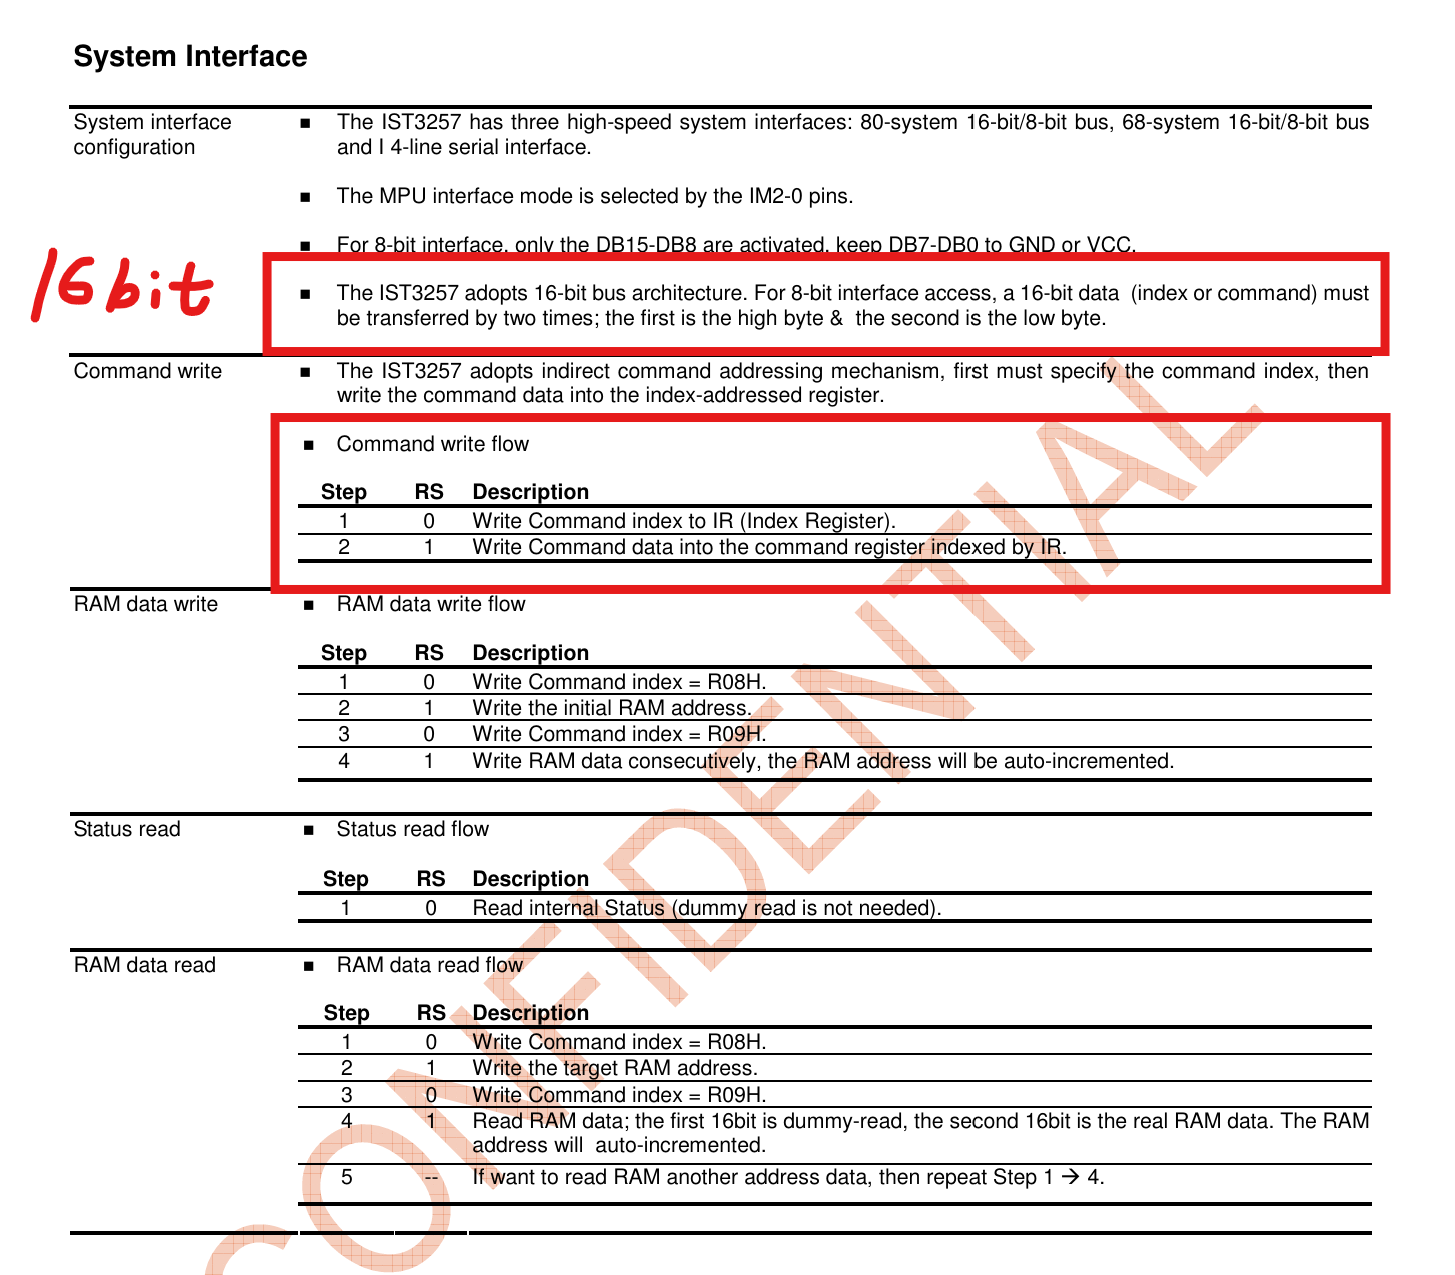 System Interface
System interface
configuration
■ The IST3257 has three high-speed system interfaces: 80-system 16-bit/8-bit bus, 68-system 16-bit/8-bit bus
and I 4-line serial interface.
■ The MPU interface mode is selected by the IM2-0 pins.
■ For 8-bit interface, only the DB15-DB8 are activated, keep DB7-DB0 to GND or VCC.
16bit
■ The IST3257 adopts 16-bit bus architecture. For 8-bit interface access, a 16-bit data (index or command) must
be transferred by two times; the first is the high byte & the second is the low byte.
Command write
■ The IST3257 adopts indirect command addressing mechanism, first must specify the command index, then
write the command data into the index-addressed register.
■ Command write flow
Step RS Description
1 0 Write Command index to IR (Index Register).
2 1 Write Command data into the command register indexed by IR.
RAM data write
■ RAM data write flow
Step RS Description
1 0 Write Command index = R08H.
2 1 Write the initial RAM address.
3 0 Write Command index = R09H.
4 1 Write RAM data consecutively, the RAM address will be auto-incremented.
Status read
■ Status read flow
Step RS Description
1 0 Read internal Status (dummy read is not needed).
RAM data read
■ RAM data read flow
Step RS Description
1 0 Write Command index = R08H.
2 1 Write the target RAM address.
3 0 Write Command index = R09H.
4 1 Read RAM data; the first 16bit is dummy-read, the second 16bit is the real RAM data. The RAM
address will auto-incremented.
5 -- If want to read RAM another address data, then repeat Step 1 → 4.
CONFIDENTIAL